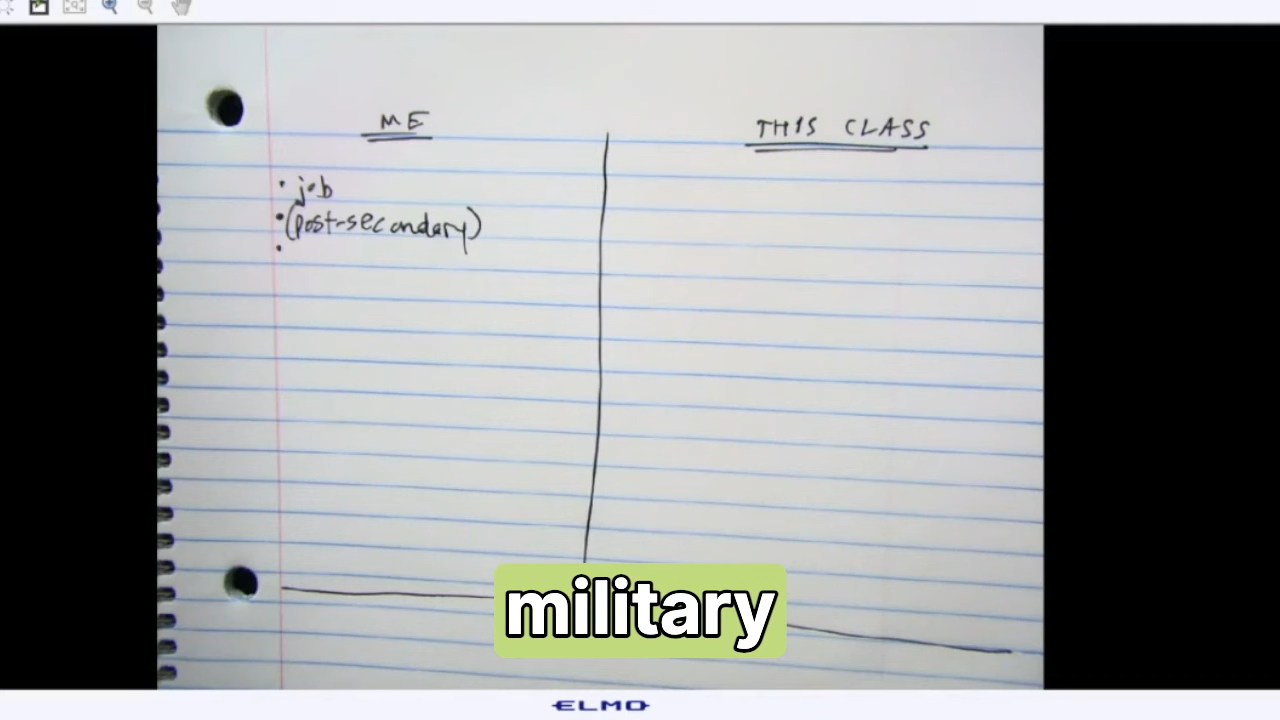 ME
THIS CLASS
• job
• (post-secondary)
•
military
ELMO